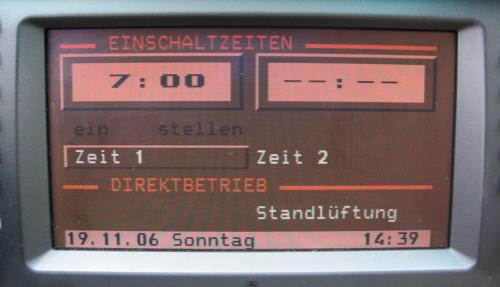 EINSCHALTZEITEN
7:00 --:--
ein stellen
Zeit 1 Zeit 2
DIREKTBETRIEB
Standlüftung
19.11.06 Sonntag 14:39